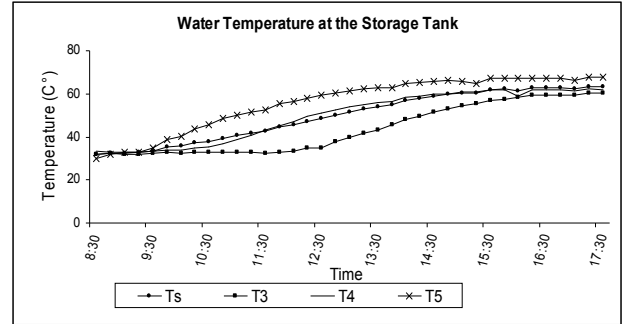 Water Temperature at the Storage Tank
Temperature (C°)
80
60
40
20
0
8:30
9:30
10:30
11:30
12:30
13:30
14:30
15:30
16:30
17:30
Time
Ts
T3
T4
T5